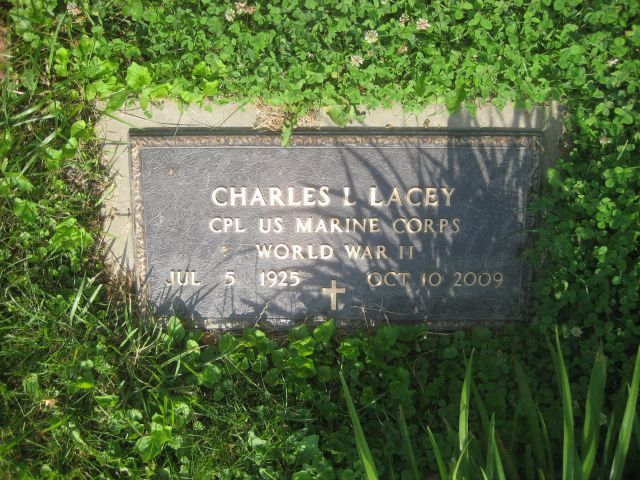 CHARLES L LACEY
CPL US MARINE CORPS
WORLD WAR II
JUL 5 1925 OCT 10 2009